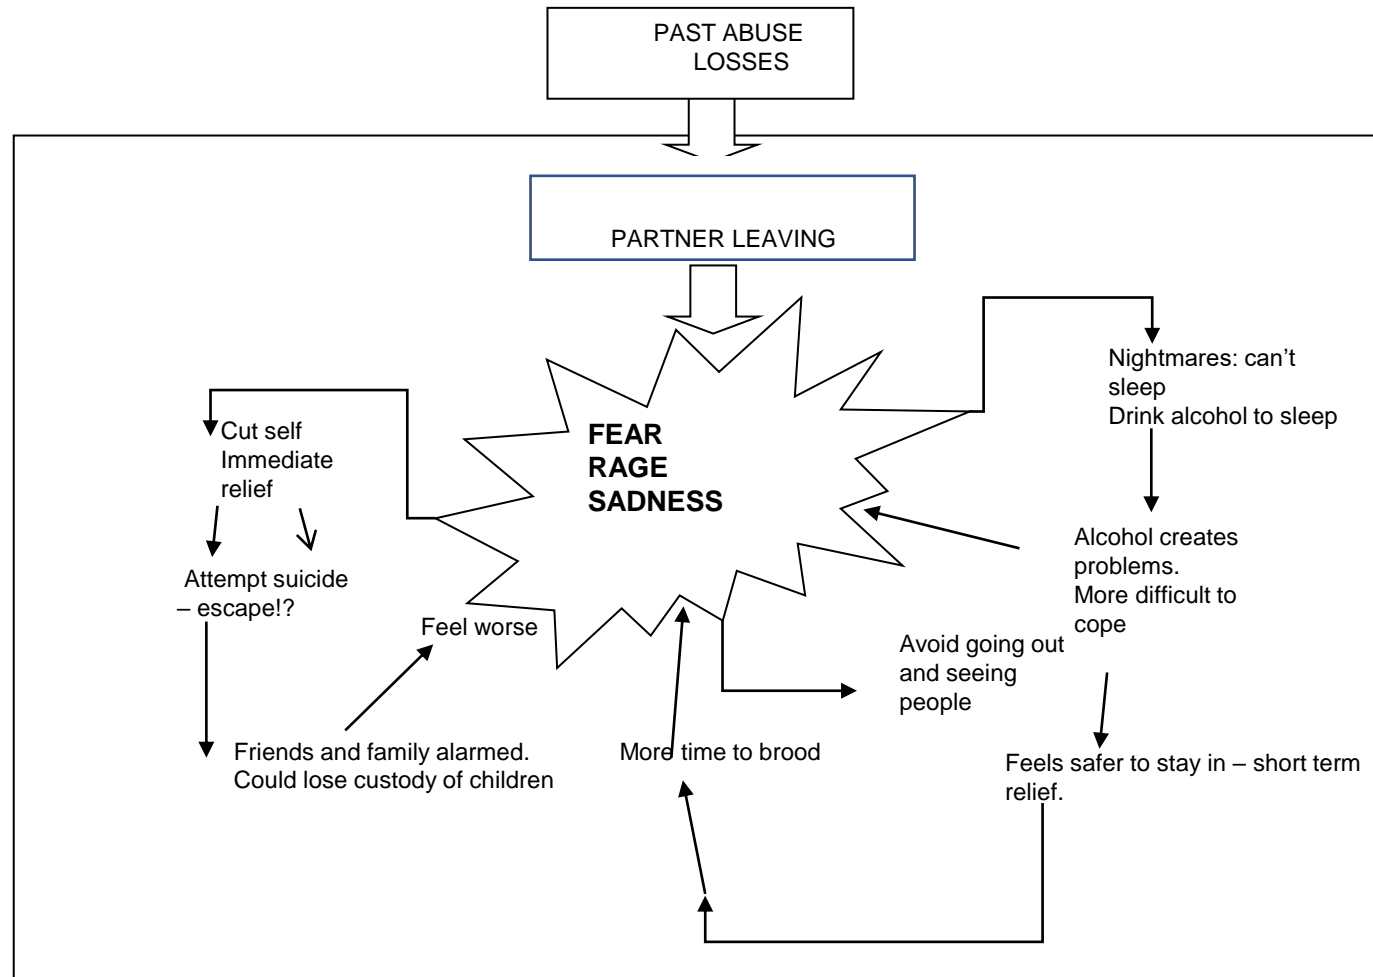 PAST ABUSE
LOSSES
PARTNER LEAVING
FEAR
RAGE
SADNESS
Nightmares: can’t
sleep
Drink alcohol to sleep
Cut self
Immediate
relief
Alcohol creates
problems.
More difficult to
cope
Attempt suicide
– escape!?
Feel worse
Avoid going out
and seeing
people
Friends and family alarmed.
Could lose custody of children
More time to brood
Feels safer to stay in – short term
relief.